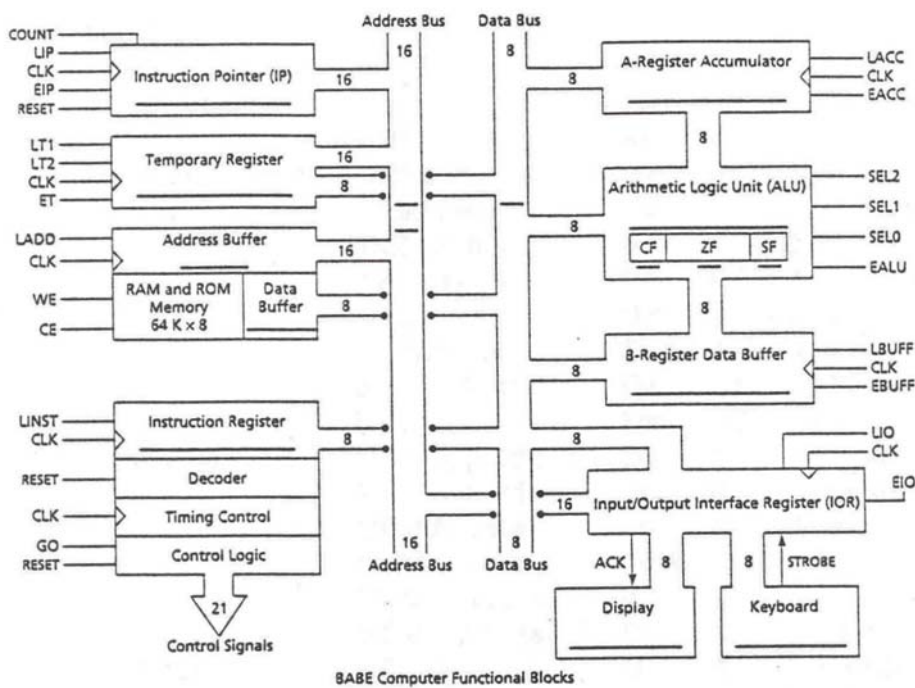 Address Bus
Data Bus
16
8
COUNT
LIP
CLK
EIP
RESET
Instruction Pointer (IP)
16
LT1
LT2
CLK
ET
Temporary Register
16
8
LADD
CLK
Address Buffer
16
WE
CE
RAM and ROM
Memory
64 K × 8
Data
Buffer
8
LINST
CLK
Instruction Register
8
RESET
Decoder
CLK
Timing Control
GO
RESET
Control Logic
21
Control Signals
16
8
Address Bus
Data Bus
8
A-Register Accumulator
LACC
CLK
EACC
8
Arithmetic Logic Unit (ALU)
8
CF
ZF
SF
SEL2
SEL1
SEL0
EALU
8
B-Register Data Buffer
8
LBUFF
CLK
EBUFF
8
LIO
CLK
EIO
16
Input/Output Interface Register (IOR)
ACK
8
8
STROBE
Display
Keyboard
BABE Computer Functional Blocks